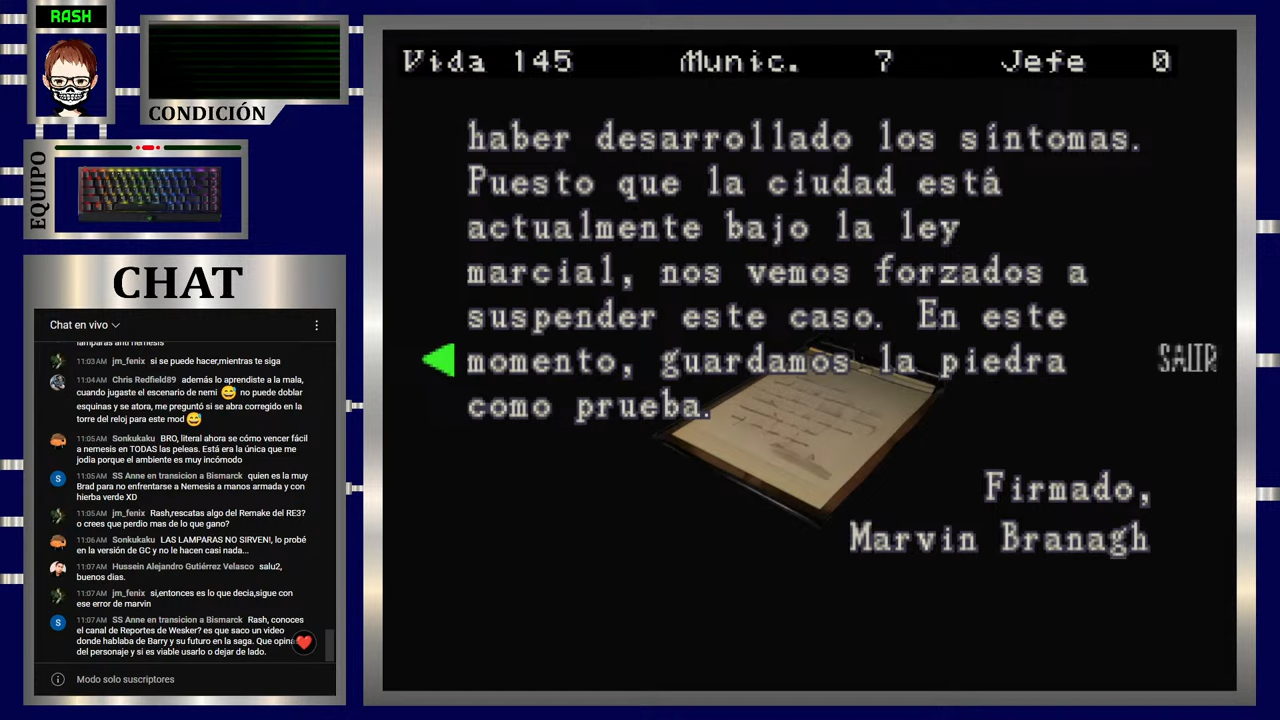 RASH
CONDICIÓN
EQUIPO
CHAT
Chat en vivo
lamparas anti nemesis
11:03 AM jm_fenix si se puede hacer,mientras te siga
11:04 AM Chris Redfield89 además lo aprendiste a la mala,
cuando jugaste el escenario de nemi 😅 no puede doblar
esquinas y se atora, me preguntó si se abra corregido en la
torre del reloj para este mod 😅
11:05 AM Sonkukaku BRO, literal ahora se cómo vencer fácil
a nemesis en TODAS las peleas. Está era la única que me
jodia porque el ambiente es muy incómodo
S
11:05 AM SS Anne en transicion a Bismarck quien es la muy
Brad para no enfrentarse a Nemesis a manos armada y con
hierba verde XD
11:05 AM jm_fenix Rash,rescatas algo del Remake del RE3?
o crees que perdio mas de lo que gano?
11:06 AM Sonkukaku LAS LAMPARAS NO SIRVEN!, lo probé
en la versión de GC y no le hacen casi nada...
11:07 AM Hussein Alejandro Gutiérrez Velasco salu2,
buenos dias.
11:07 AM jm_fenix si,entonces es lo que decia,sigue con
ese error de marvin
S
11:07 AM SS Anne en transicion a Bismarck Rash, conoces
el canal de Reportes de Wesker? es que saco un video
donde hablaba de Barry y su futuro en la saga. Que opina
del personaje y si es viable usarlo o dejar de lado.
Modo solo suscriptores
Vida 145 Munic. 7 Jefe 0
haber desarrollado los síntomas.
Puesto que la ciudad está
actualmente bajo la ley
marcial, nos vemos forzados a
suspender este caso. En este
momento, guardamos la piedra
como prueba.
SALIR
Firmado,
Marvin Branagh